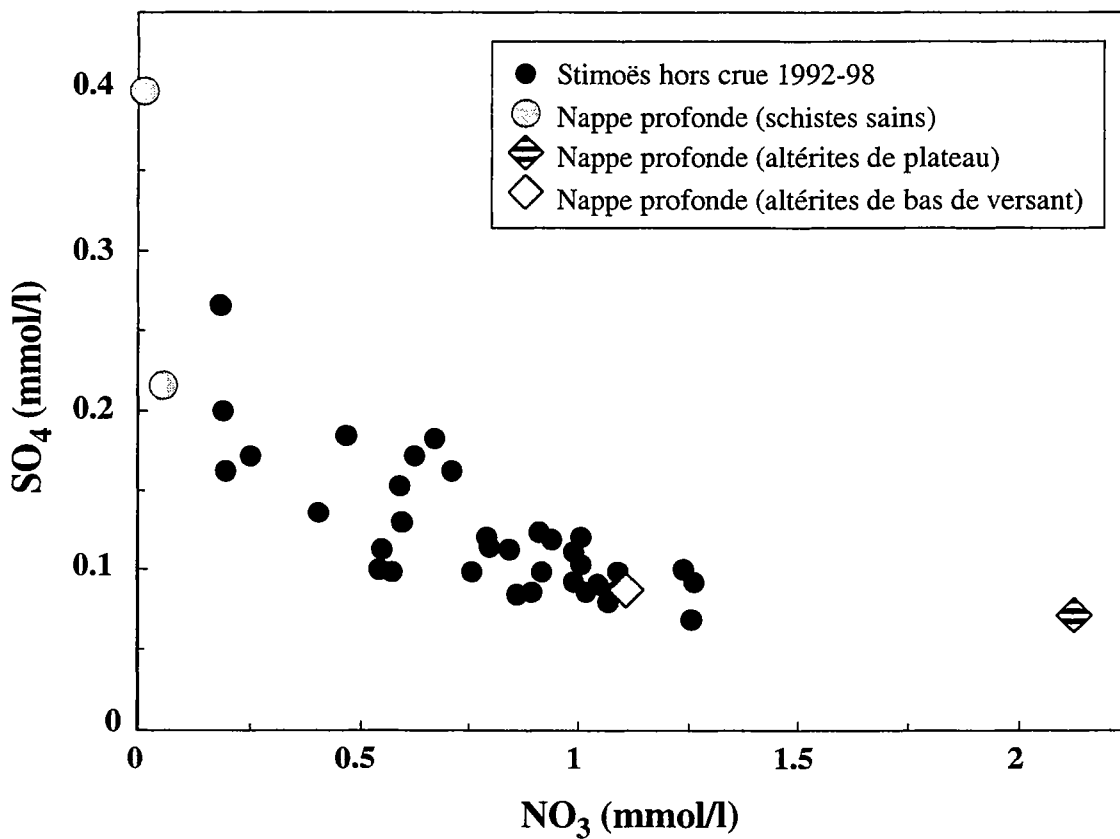 Stimoës hors crue 1992-98
Nappe profonde (schistes sains)
Nappe profonde (altérites de plateau)
Nappe profonde (altérites de bas de versant)
SO4 (mmol/l)
0.4
0.3
0.2
0.1
0
0
0.5
1
1.5
2
NO3 (mmol/l)